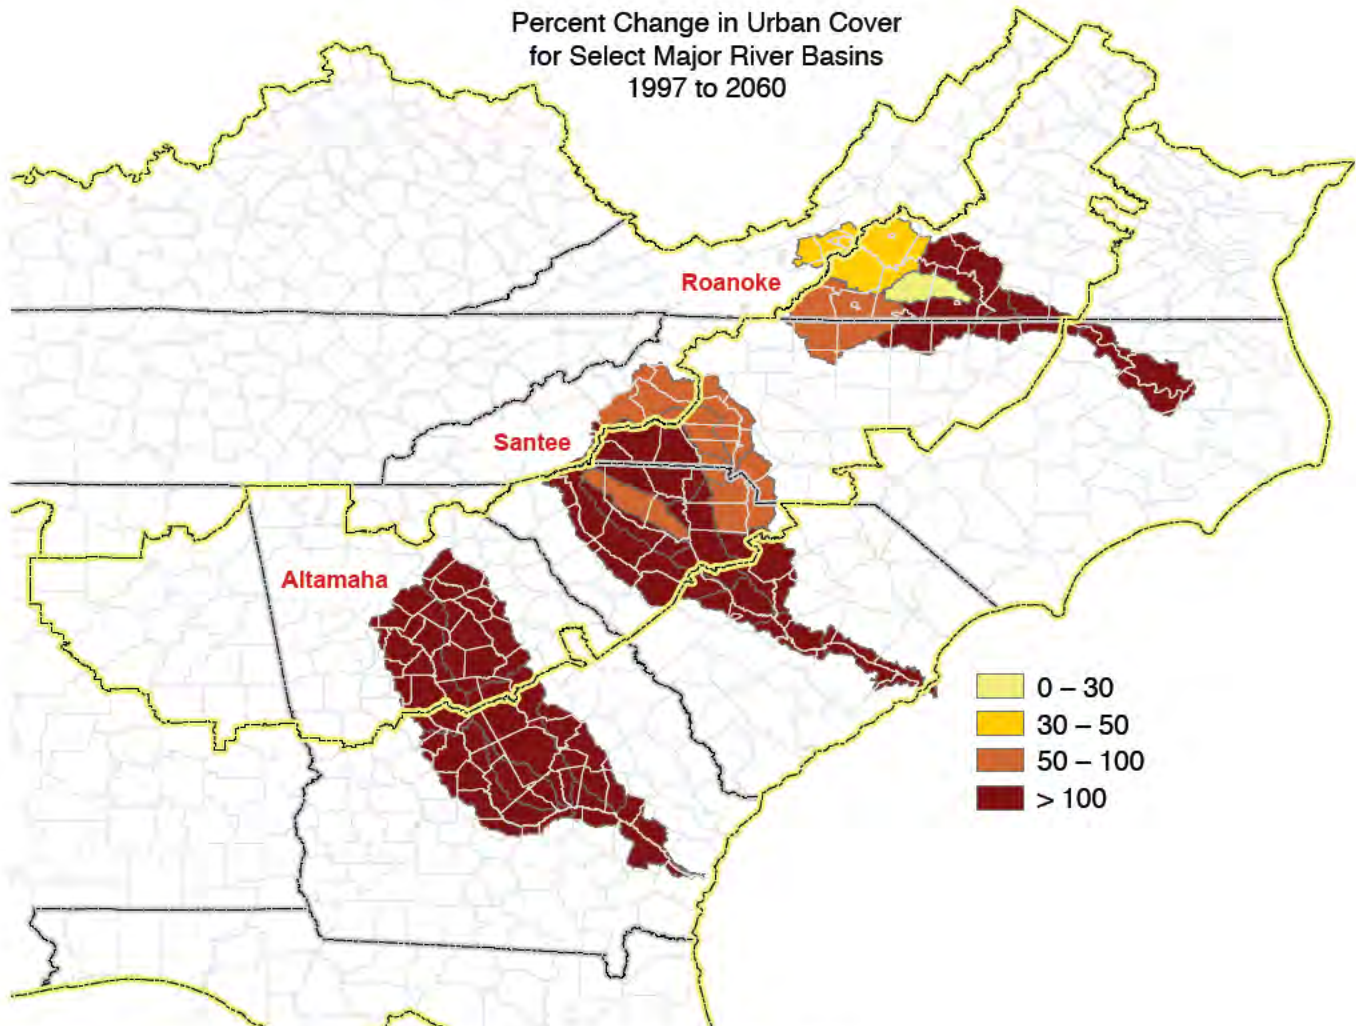 Percent Change in Urban Cover
for Select Major River Basins
1997 to 2060
Roanoke
Santee
Altamaha
0 – 30
30 – 50
50 – 100
> 100